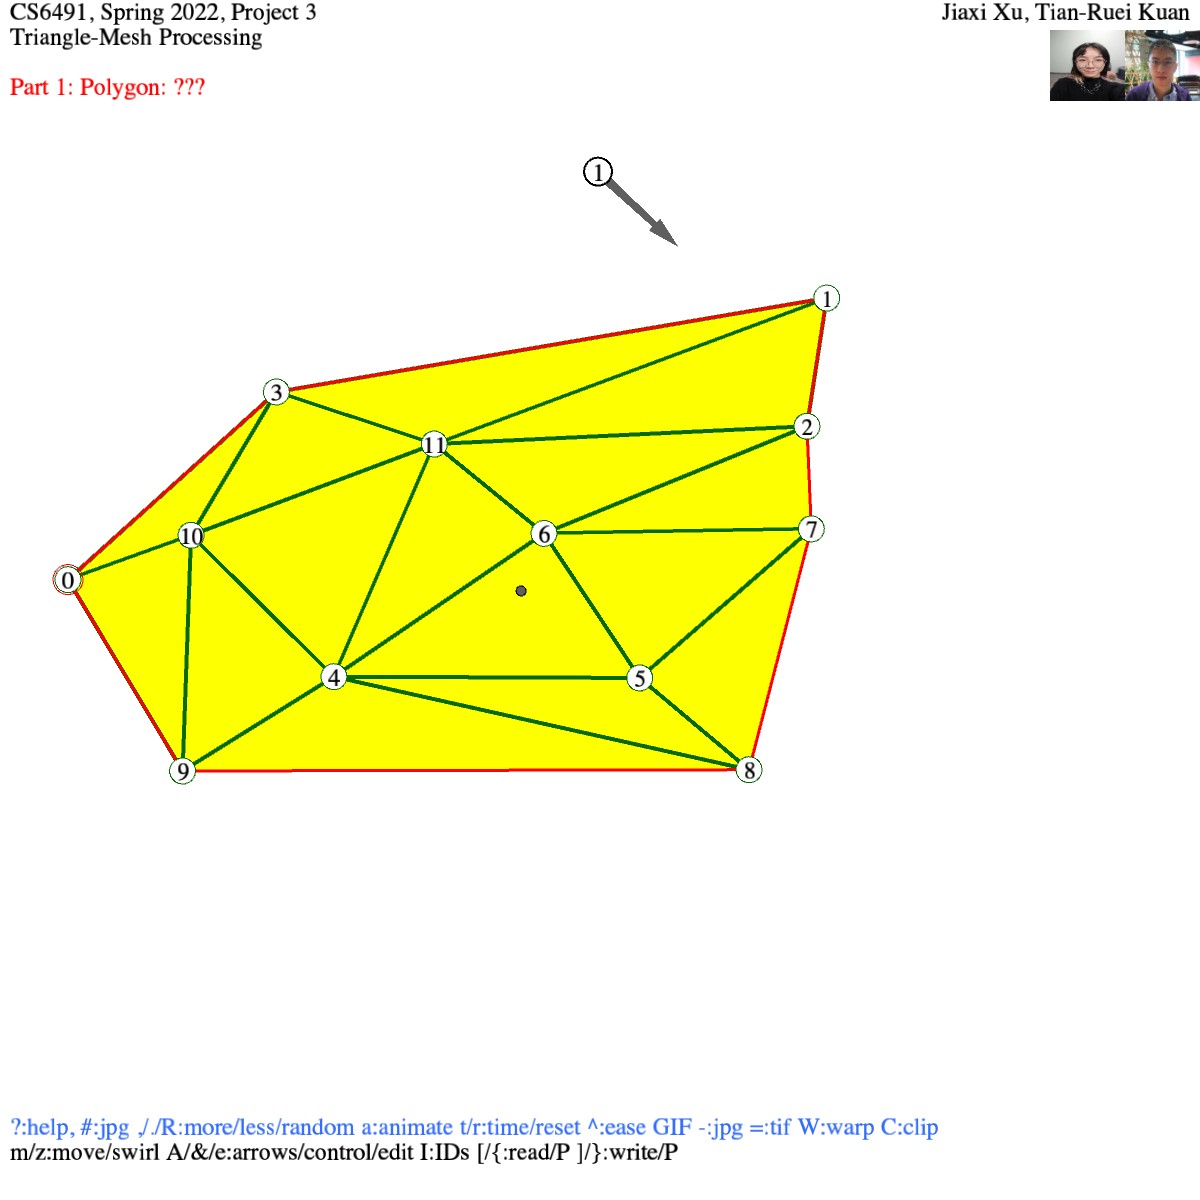 CS6491, Spring 2022, Project 3
Jiaxi Xu, Tian-Ruei Kuan
Triangle-Mesh Processing
Part 1: Polygon: ???
1
1
3
2
11
10
6
7
0
4
5
9
8
?:help, #:jpg ,/./R:more/less/random a:animate t/r:time/reset ^:ease GIF -:jpg =:tif W:warp C:clip
m/z:move/swirl A/&/e:arrows/control/edit I:IDs [/{:read/P ]/}:write/P